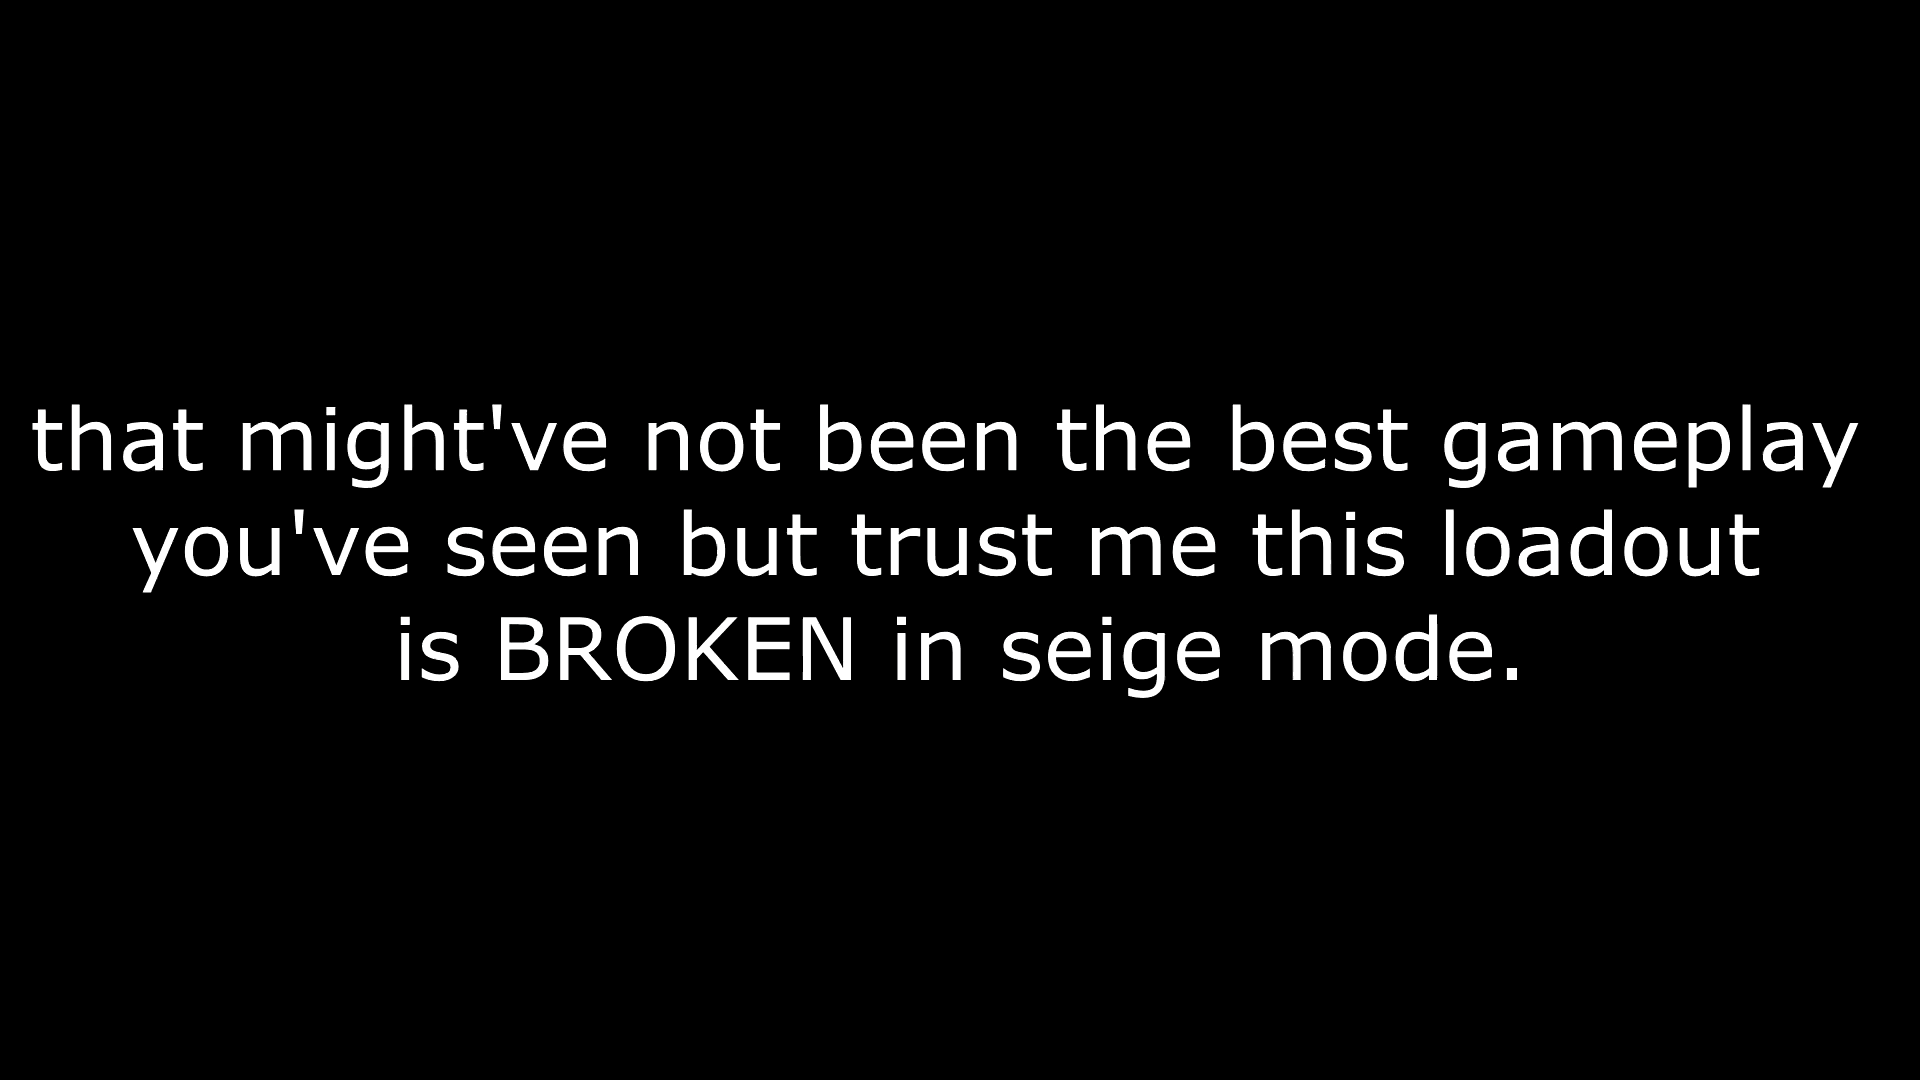 that might've not been the best gameplay
you've seen but trust me this loadout
is BROKEN in seige mode.